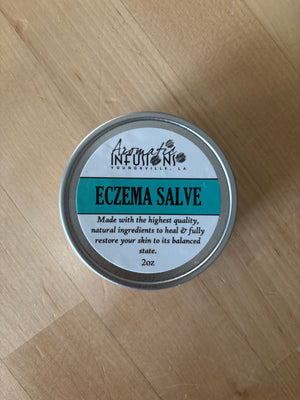 Aromatic
INFUSIONS
YOUNGSVILLE, LA
ECZEMA SALVE
Made with the highest quality,
natural ingredients to heal & fully
restore your skin to its balanced
state.
2oz